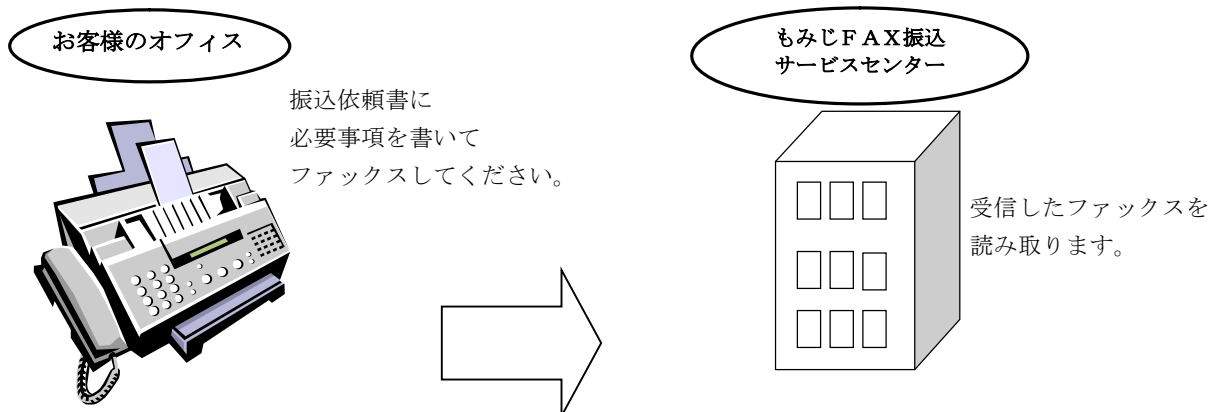 お客様のオフィス
振込依頼書に
必要事項を書いて
ファックスしてください。
もみじＦＡＸ振込
サービスセンター
受信したファックスを
読み取ります。